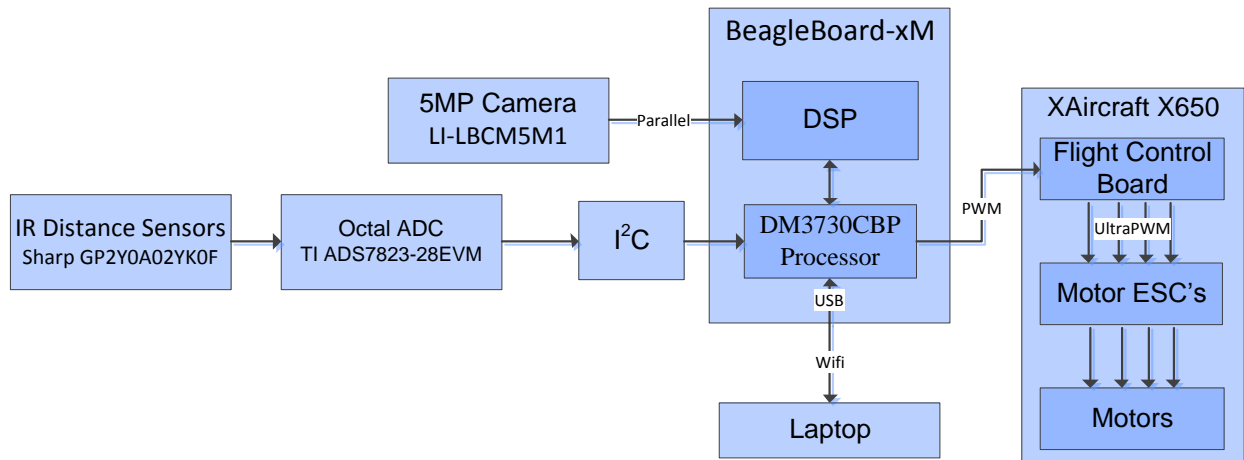 BeagleBoard-xM
5MP Camera
LI-LBCM5M1
Parallel
DSP
XAircraft X650
Flight Control
Board
IR Distance Sensors
Sharp GP2Y0A02YK0F
Octal ADC
TI ADS7823-28EVM
I²C
DM3730CBP
Processor
PWM
UltraPWM
Motor ESC's
USB
Wifi
Laptop
Motors